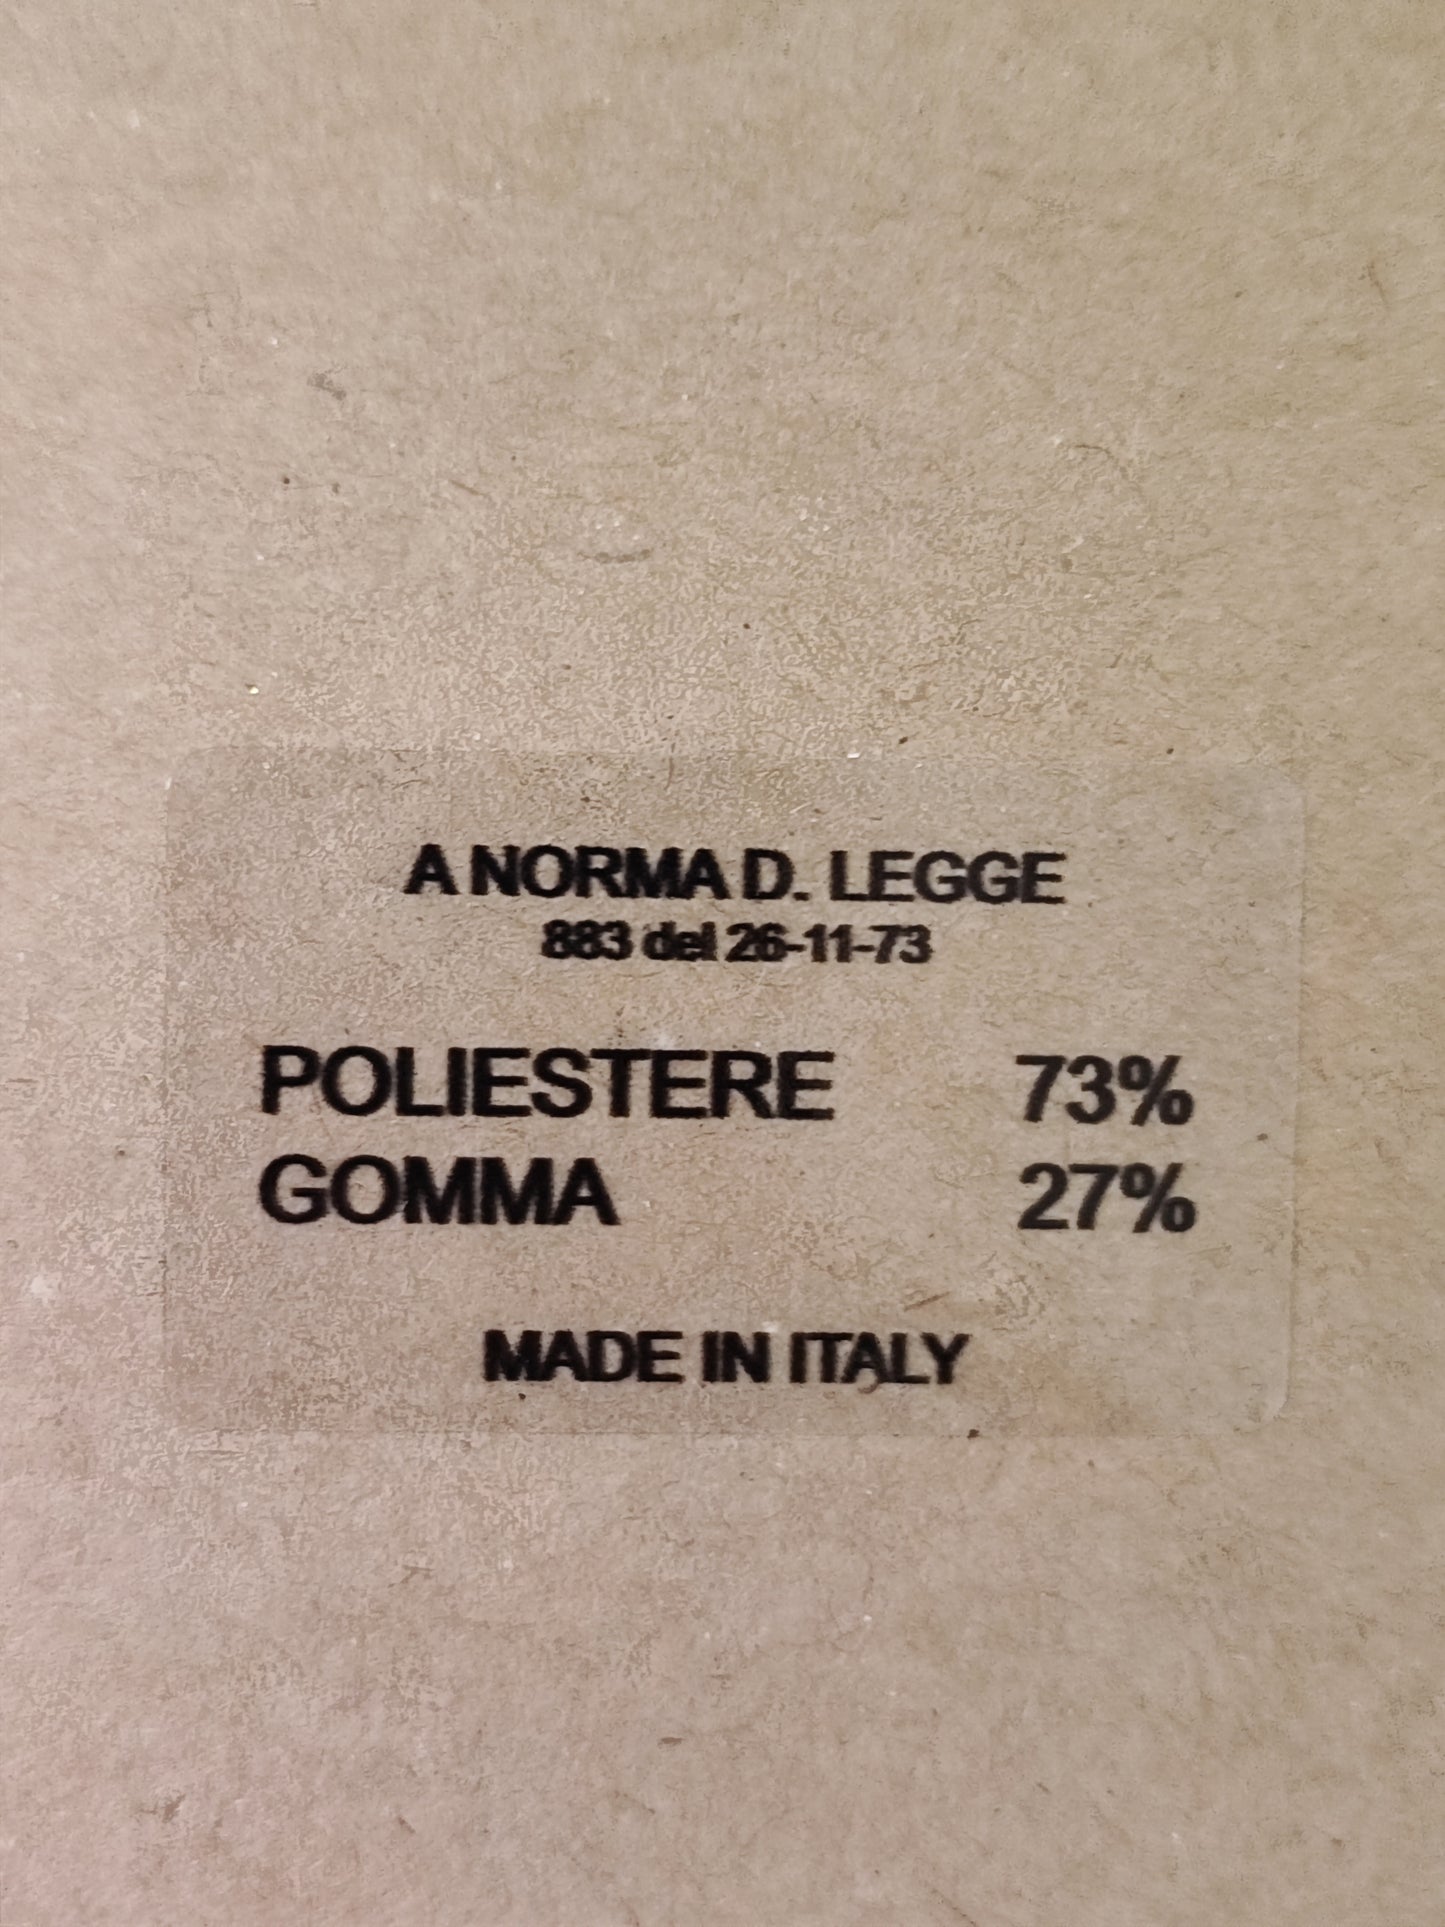 A NORMA D. LEGGE
883 del 26-11-73
POLIESTERE 73%
GOMMA 27%
MADE IN ITALY